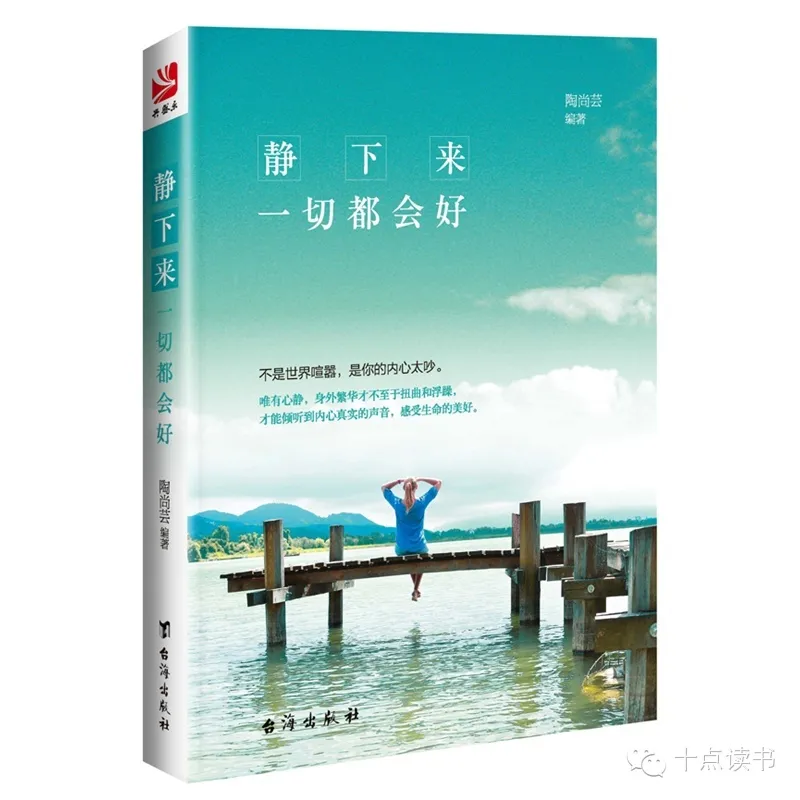 兴盛乐
静下来
一切都会好
陶尚芸 编著
台海出版社
陶尚芸
编著
静下来
一切都会好
不是世界喧嚣，是你的内心太吵。
唯有心静，身外繁华才不至于扭曲和浮躁，
才能倾听到内心真实的声音，感受生命的美好。
台海出版社
十点读书